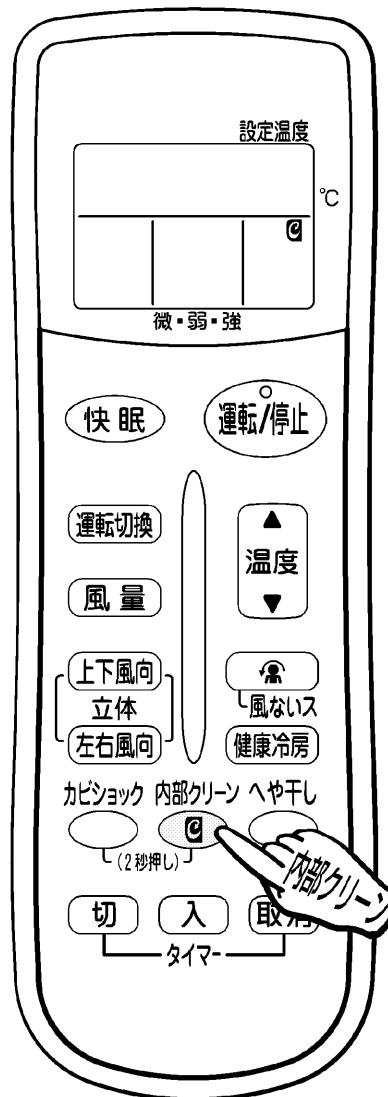 設定温度
℃
微・弱・強
快眠
運転/停止
運転切換
▲
温度
▼
風量
上下風向
立体
左右風向
風ないス
健康冷房
カビショック 内部クリーン へや干し
(2秒押し)
内部クリーン
切 入 取消
タイマー